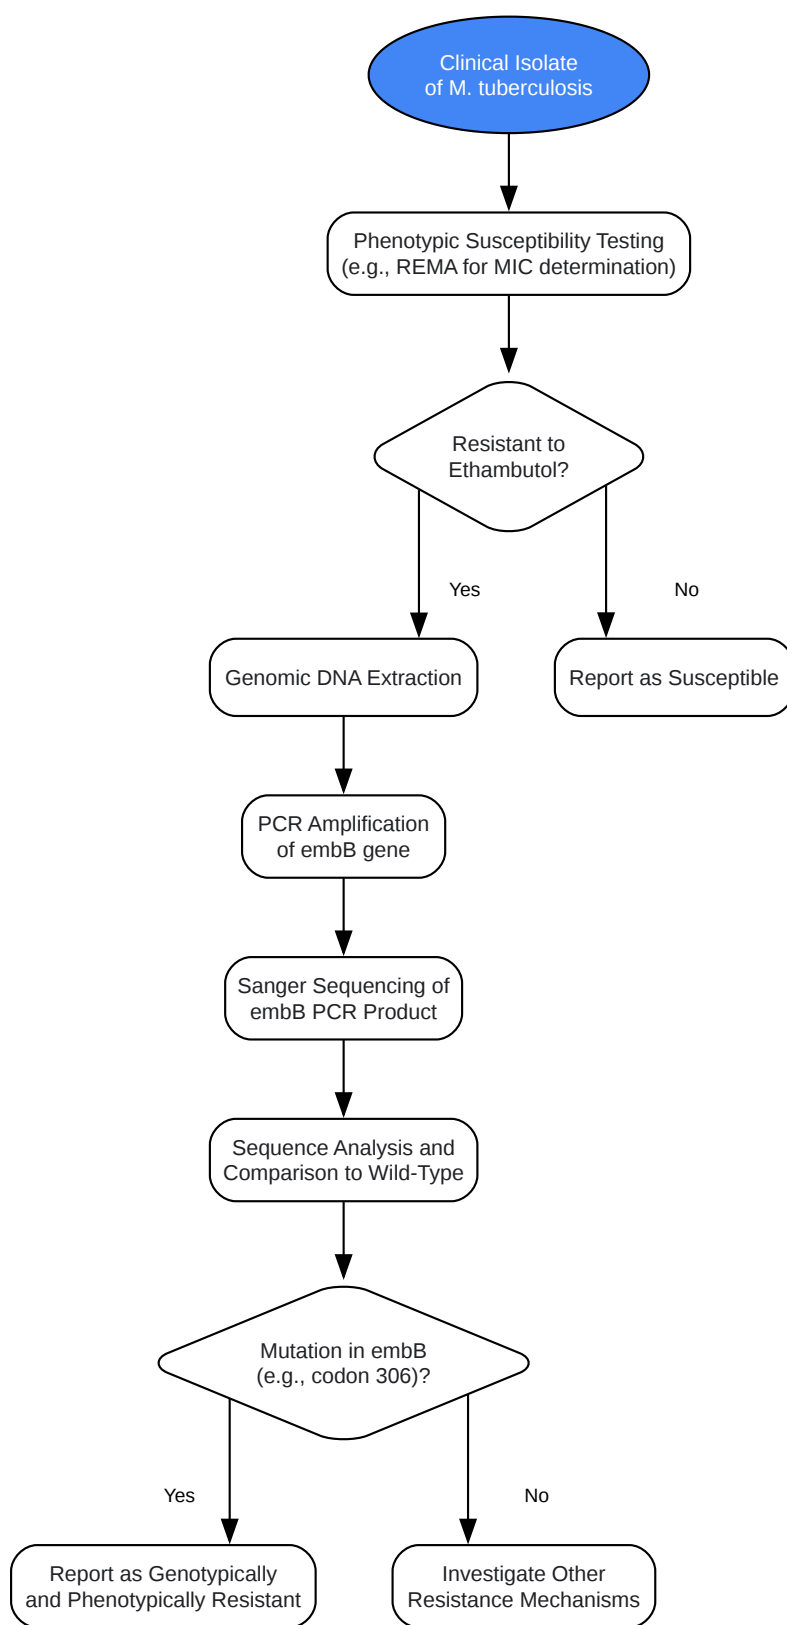 Clinical Isolate
of M. tuberculosis
Phenotypic Susceptibility Testing
(e.g., REMA for MIC determination)
Resistant to
Ethambutol?
Yes
No
Genomic DNA Extraction
Report as Susceptible
PCR Amplification
of embB gene
Sanger Sequencing of
embB PCR Product
Sequence Analysis and
Comparison to Wild-Type
Mutation in embB
(e.g., codon 306)?
Yes
No
Report as Genotypically
and Phenotypically Resistant
Investigate Other
Resistance Mechanisms